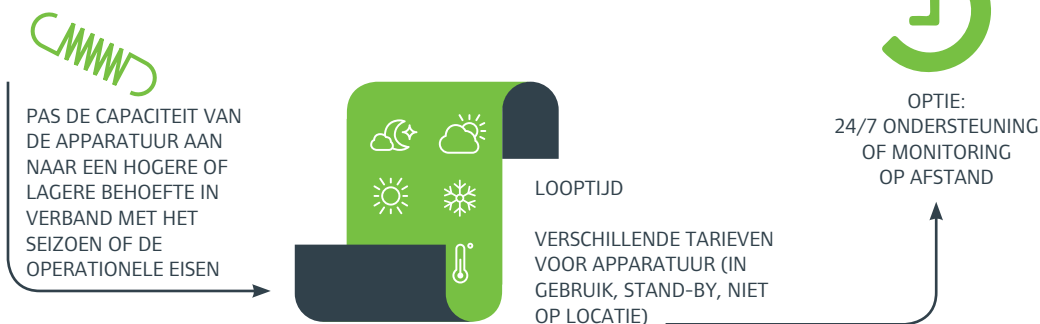 PAS DE CAPACITEIT VAN
DE APPARATUUR AAN
NAAR EEN HOGERE OF
LAGERE BEHOEFTE IN
VERBAND MET HET
SEIZOEN OF DE
OPERATIONELE EISEN
LOOPTIJD
VERSCHILLENDE TARIEVEN
VOOR APPARATUUR (IN
GEBRUIK, STAND-BY, NIET
OP LOCATIE)
OPTIE:
24/7 ONDERSTEUNING
OF MONITORING
OP AFSTAND